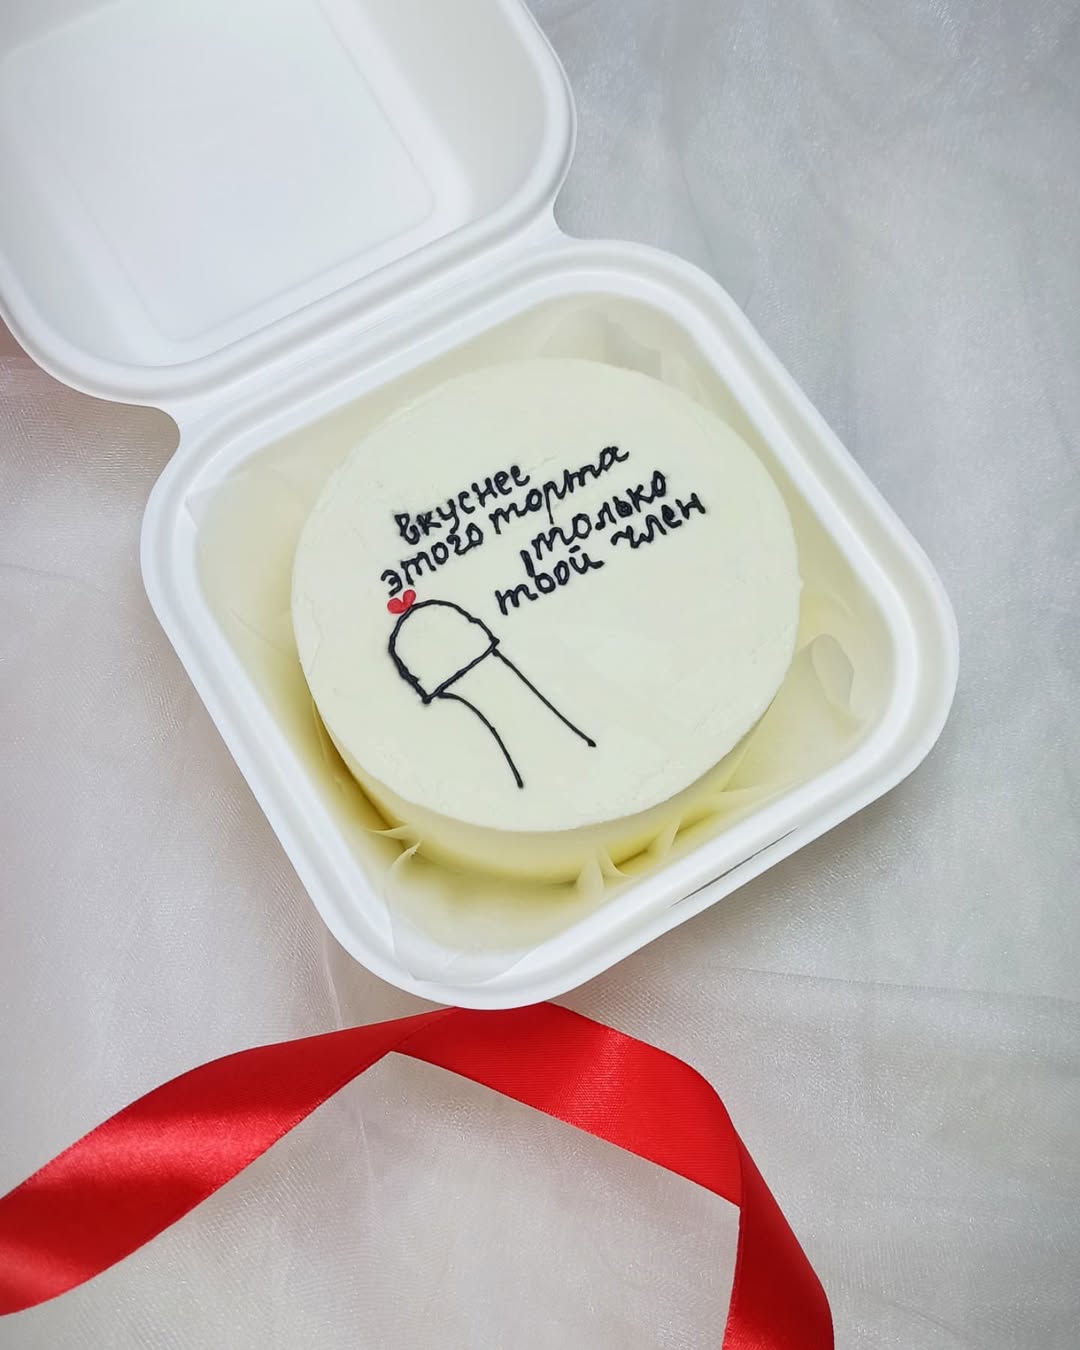 вкуснее
этого торта
только
твой член